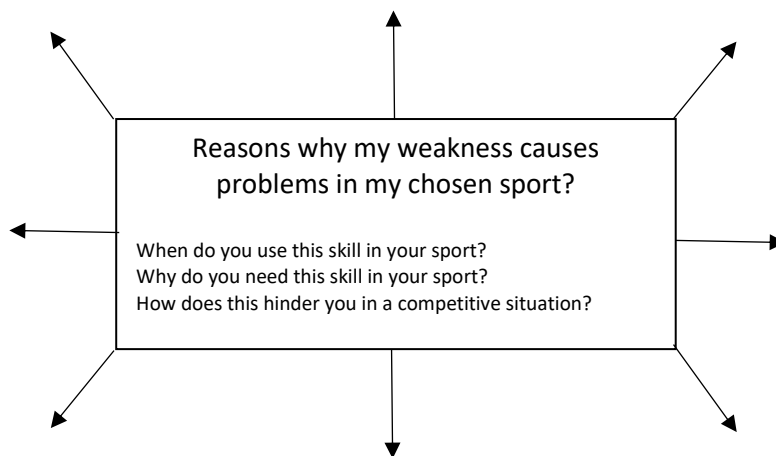 Reasons why my weakness causes
problems in my chosen sport?
When do you use this skill in your sport?
Why do you need this skill in your sport?
How does this hinder you in a competitive situation?